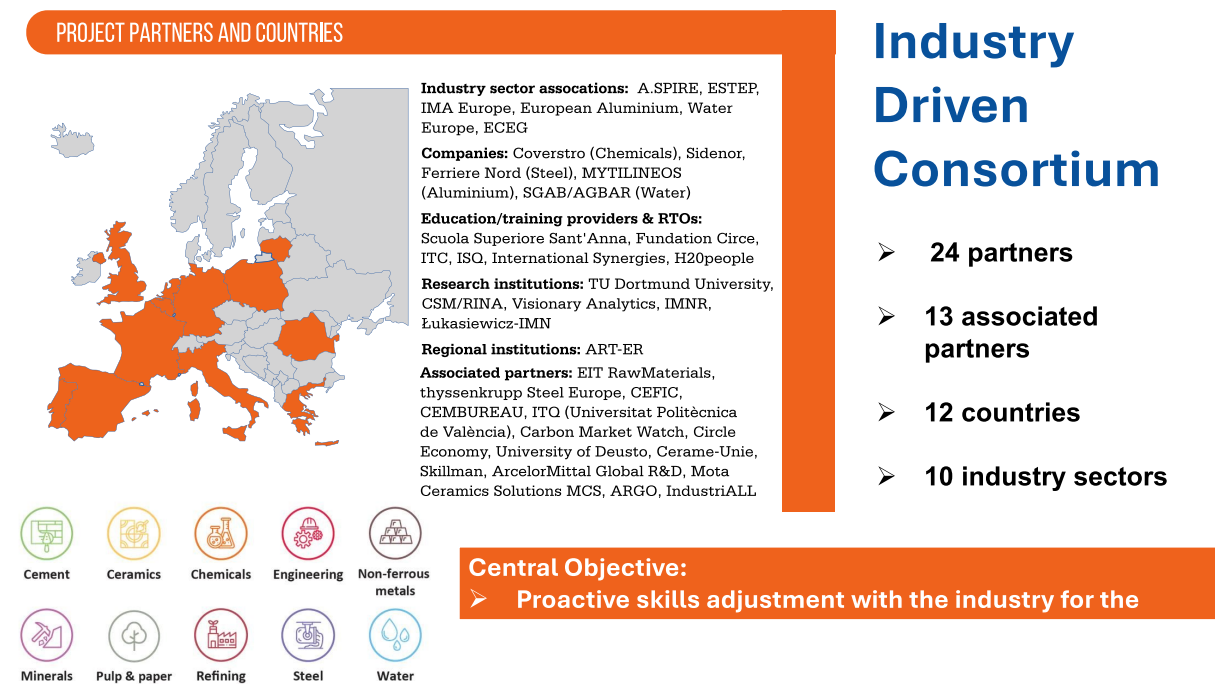 PROJECT PARTNERS AND COUNTRIES
Industry sector assocations: A.SPIRE, ESTEP,
IMA Europe, European Aluminium, Water
Europe, ECEG
Companies: Coverstro (Chemicals), Sidenor,
Ferriere Nord (Steel), MYTILINEOS
(Aluminium), SGAB/AGBAR (Water)
Education/training providers & RTOs:
Scuola Superiore Sant'Anna, Fundation Circe,
ITC, ISQ, International Synergies, H20people
Research institutions: TU Dortmund University,
CSM/RINA, Visionary Analytics, IMNR,
Łukasiewicz-IMN
Regional institutions: ART-ER
Associated partners: EIT RawMaterials,
thyssenkrupp Steel Europe, CEFIC,
CEMBUREAU, ITQ (Universitat Politècnica
de València), Carbon Market Watch, Circle
Economy, University of Deusto, Cerame-Unie,
Skillman, ArcelorMittal Global R&D, Mota
Ceramics Solutions MCS, ARGO, IndustriALL
Industry
Driven
Consortium
➢ 24 partners
➢ 13 associated
partners
➢ 12 countries
➢ 10 industry sectors
Cement
Ceramics
Chemicals
Engineering
Non-ferrous
metals
Minerals
Pulp & paper
Refining
Steel
Water
Central Objective:
➢ Proactive skills adjustment with the industry for the